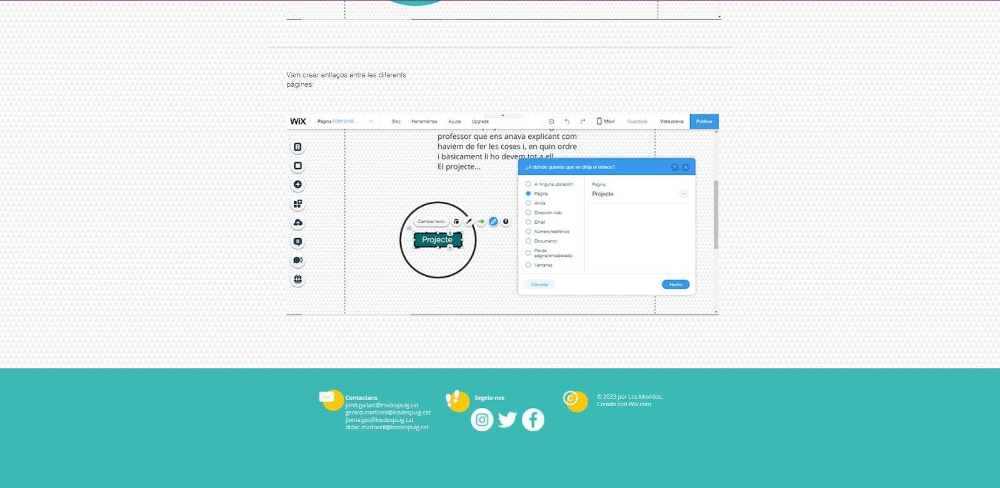 Vam crear enllaços entre les diferents
pàgines:
WiX
Página COM S'HA ...
Sitio
Herramientas
Ayuda
Upgrade
Móvil
Guardado
Vista previa
Publicar
professor que ens anava explicant com
haviem de fer les coses i, en quin ordre
i bàsicament li ho devem tot a ell.
El projecte...
Cambiar texto
Projecte
¿A dónde quieres que se dirija el enlace?
A ninguna ubicación
Página
Ancla
Dirección web
Email
Número telefónico
Documento
Pie de
página/encabezado
Ventanas
Página
Projecte
Cancelar
Hecho
Contactans
jordi.gallart@insdespuig.cat
gerard.martinez@insdespuig.cat
jbenaiges@insdespuig.cat
didac.martorell@insdespuig.cat
Segeix-nos
© 2023 por Los Movidos.
Creado con Wix.com